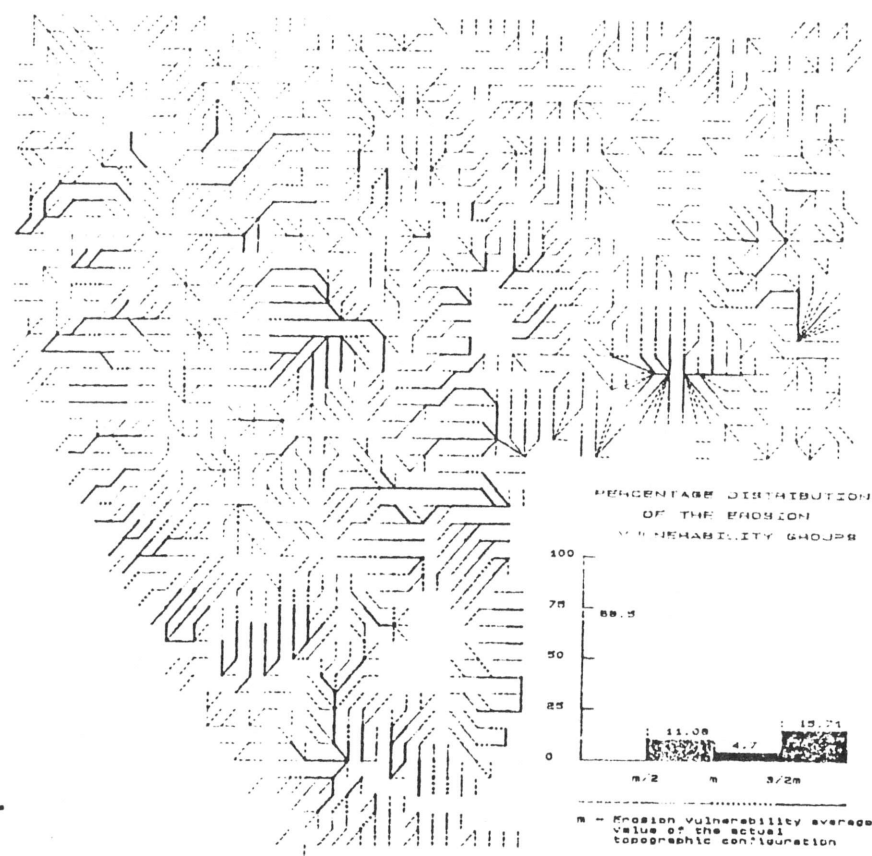 PERCENTAGE DISTRIBUTION
OF THE EROSION
VULNERABILITY GROUPS
100
75
68.5
50
25
15.71
11.08
4.7
0
m/2 m 3/2m
m - Erosion vulnerability average
value of the actual
topographic configuration